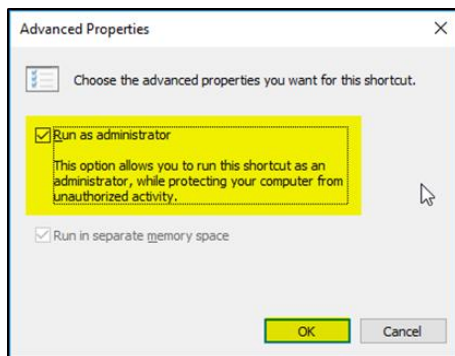 Advanced Properties
Choose the advanced properties you want for this shortcut.
Run as administrator
This option allows you to run this shortcut as an
administrator, while protecting your computer from
unauthorized activity.
Run in separate memory space
OK
Cancel